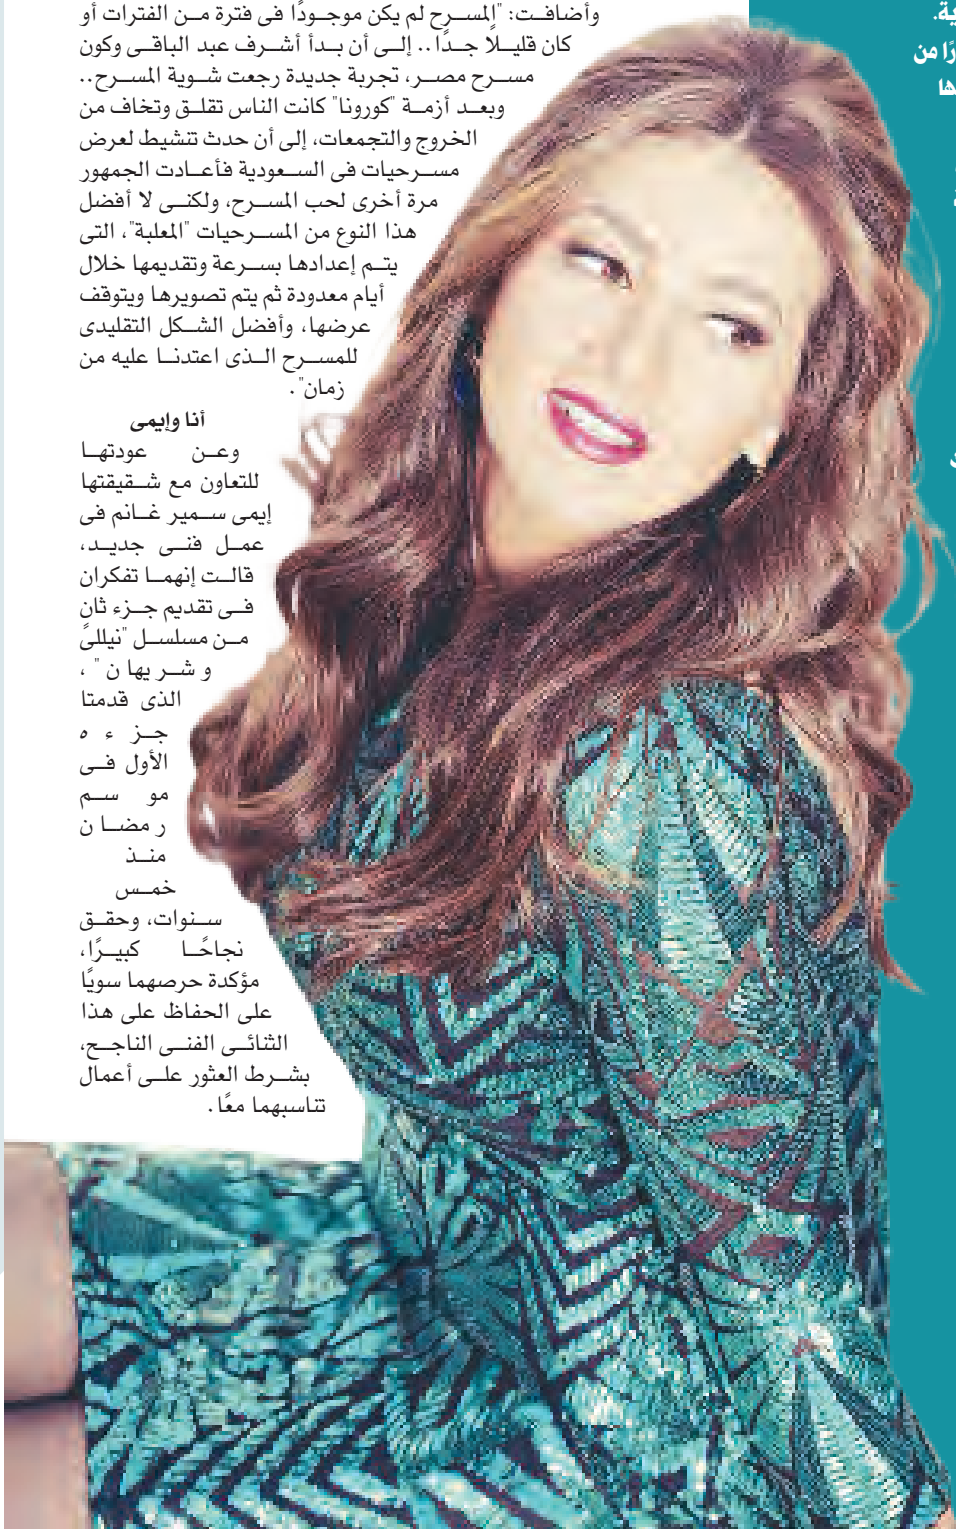 وأضافت: "المسرح لم يكن موجودًا فى فترة من الفترات أو
كان قليلًا جدًا.. إلى أن بدأ أشرف عبد الباقى وكون
مسرح مصر، تجربة جديدة رجعت شوية المسرح..
وبعد أزمة "كورونا" كانت الناس تقلق وتخاف من
الخروج والتجمعات، إلى أن حدث تنشيط لعرض
مسرحيات فى السعودية فأعادت الجمهور
مرة أخرى لحب المسرح، ولكنى لا أفضل
هذا النوع من المسرحيات "المعلبة"، التى
يتم إعدادها بسرعة وتقديمها خلال
أيام معدودة ثم يتم تصويرها ويتوقف
عرضها، وأفضل الشكل التقليدى
للمسرح الذى اعتدنا عليه من
زمان".
أنا وإيمى
وعن عودتها
للتعاون مع شقيقتها
إيمى سمير غانم فى
عمل فنى جديد،
قالت إنهما تفكران
فى تقديم جزء ثانٍ
من مسلسل "نيللى
وشريهان"،
الذى قدمتا
جزءه
الأول فى
موسم
رمضان
منذ
خمس
سنوات، وحقق
نجاحًا كبيرًا،
مؤكدة حرصهما سويًا
على الحفاظ على هذا
الثنائى الفنى الناجح،
بشرط العثور على أعمال
تناسبهما معًا.
من